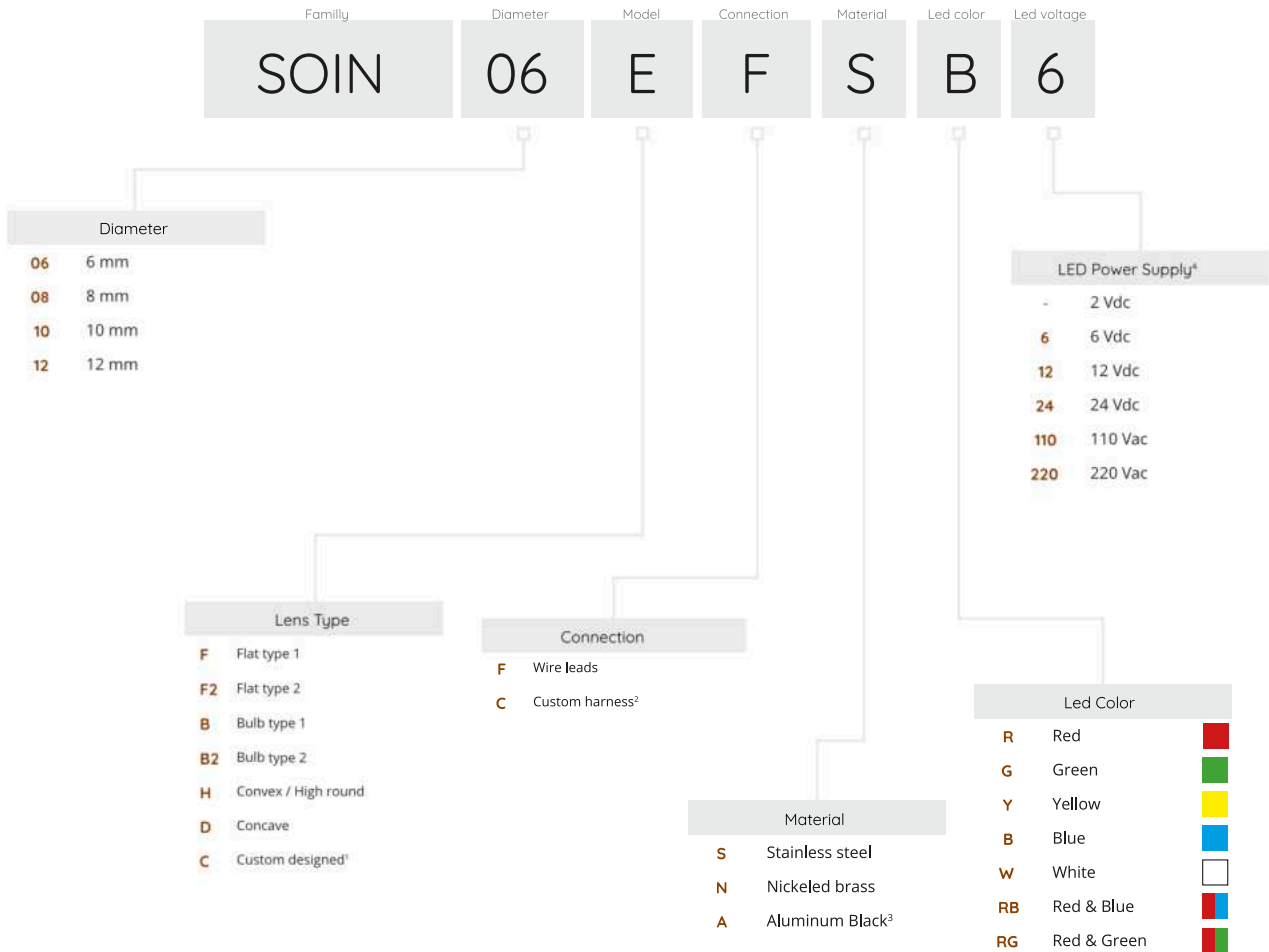 Familly Diameter Model Connection Material Led color Led voltage
SOIN 06 E F S B 6
Diameter
06 6 mm
08 8 mm
10 10 mm
12 12 mm
LED Power Supply⁴
- 2 Vdc
6 6 Vdc
12 12 Vdc
24 24 Vdc
110 110 Vac
220 220 Vac
Lens Type
F Flat type 1
F2 Flat type 2
B Bulb type 1
B2 Bulb type 2
H Convex / High round
D Concave
C Custom designed¹
Connection
F Wire leads
C Custom harness²
Material
S Stainless steel
N Nickeled brass
A Aluminum Black³
Led Color
R Red
G Green
Y Yellow
B Blue
W White
RB Red & Blue
RG Red & Green